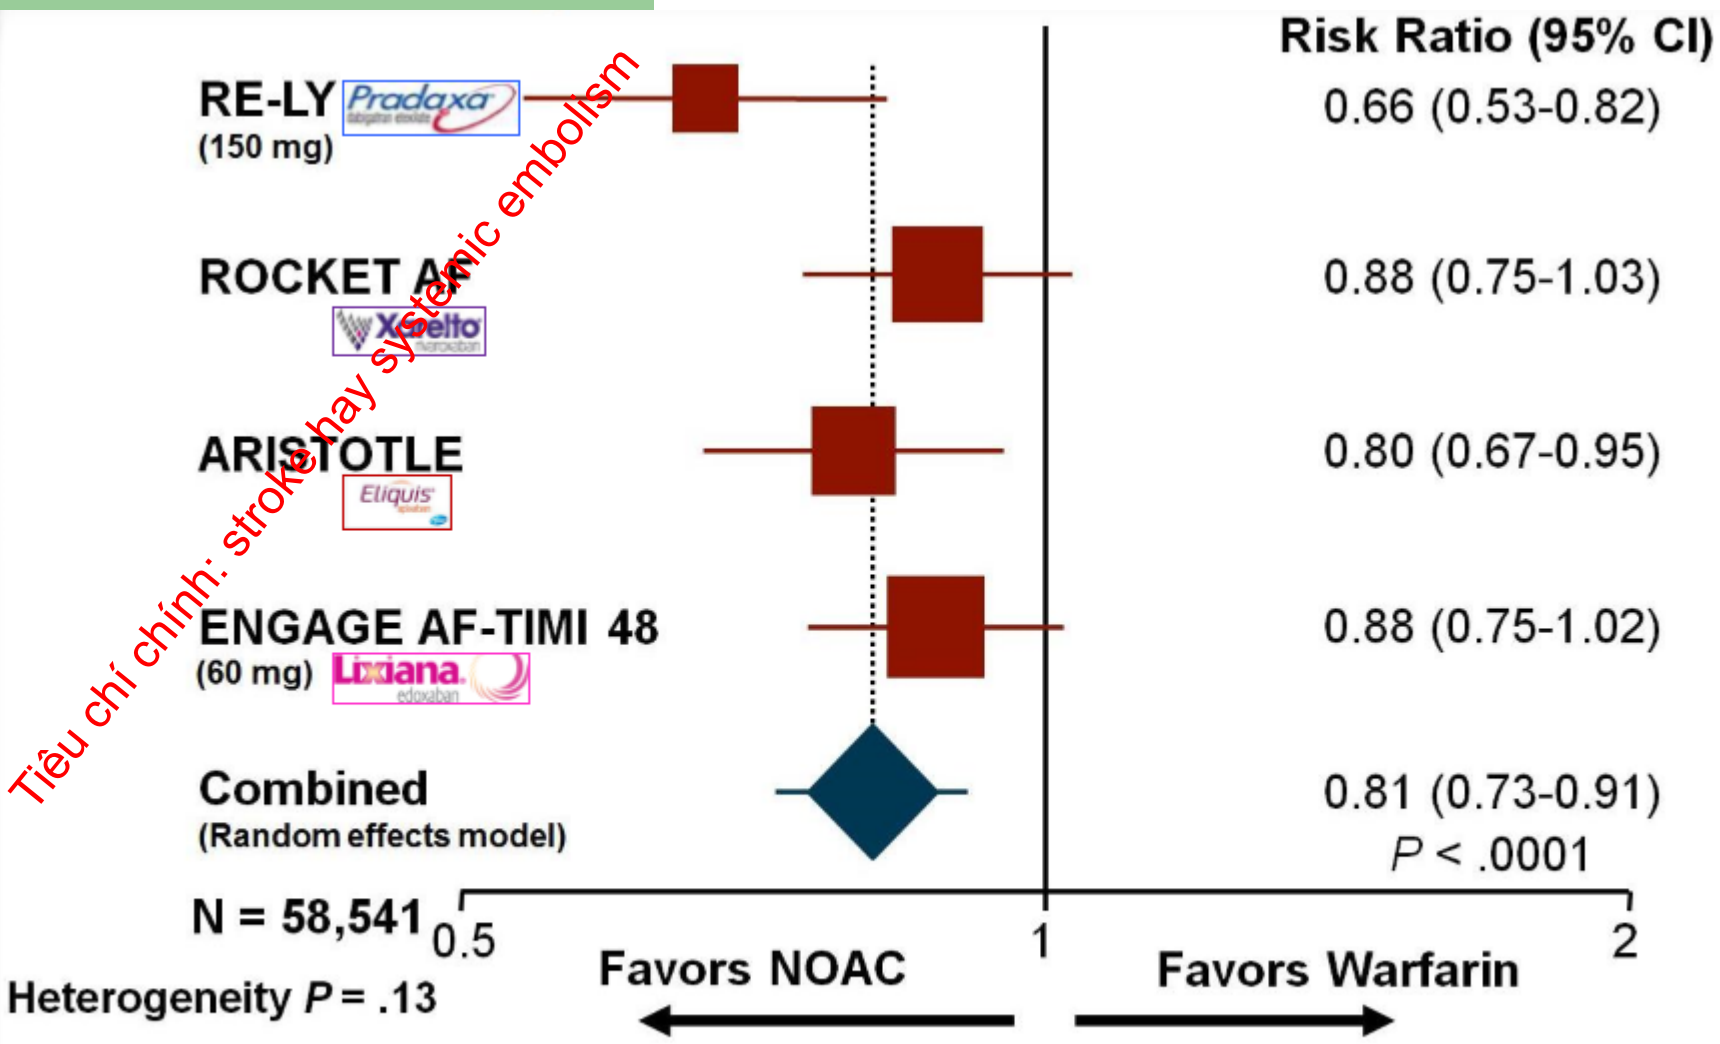 Risk Ratio (95% CI)
RE-LY Pradaxa 0.66 (0.53-0.82)
dabigatran etexilate
(150 mg)
ROCKET AF 0.88 (0.75-1.03)
Xarelto
rivaroxaban
ARISTOTLE 0.80 (0.67-0.95)
Eliquis
apixaban
ENGAGE AF-TIMI 48 0.88 (0.75-1.02)
(60 mg) Lixiana
edoxaban
Combined 0.81 (0.73-0.91)
(Random effects model)
P < .0001
N = 58,541
0.5 1 2
Favors NOAC Favors Warfarin
Heterogeneity P = .13
Tiêu chí chính: stroke hay systemic embolism